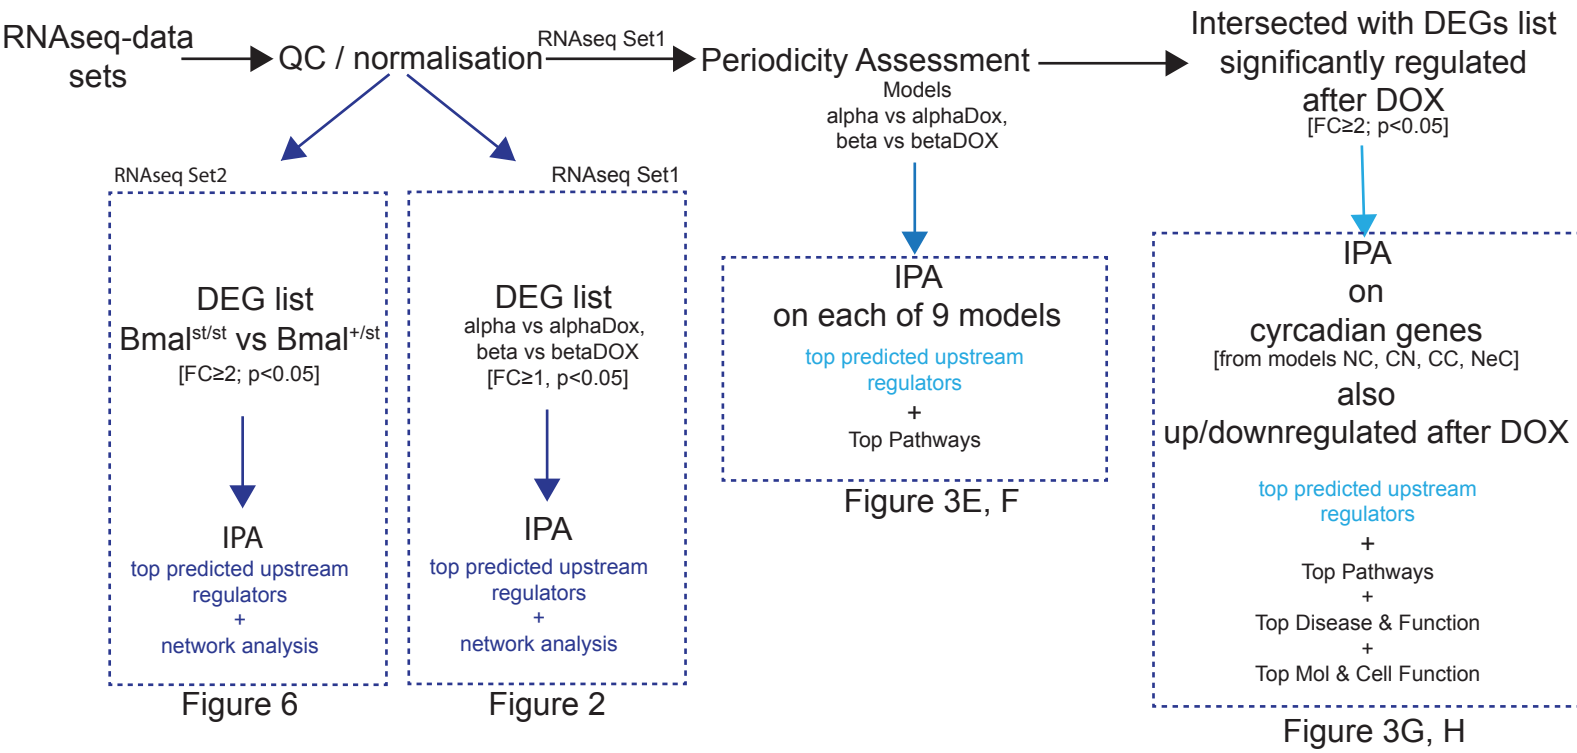 RNAseq-data
sets
QC / normalisation
RNAseq Set1
Periodicity Assessment
Models
alpha vs alphaDox,
beta vs betaDOX
Intersected with DEGs list
significantly regulated
after DOX
[FC≥2; p<0.05]
RNAseq Set2
DEG list
Bmal^st/st vs Bmal^+/st
[FC≥2; p<0.05]
IPA
top predicted upstream
regulators
+
network analysis
Figure 6
RNAseq Set1
DEG list
alpha vs alphaDox,
beta vs betaDOX
[FC≥1, p<0.05]
IPA
top predicted upstream
regulators
+
network analysis
Figure 2
IPA
on each of 9 models
top predicted upstream
regulators
+
Top Pathways
Figure 3E, F
IPA
on
cyrcadian genes
[from models NC, CN, CC, NeC]
also
up/downregulated after DOX
top predicted upstream
regulators
+
Top Pathways
+
Top Disease & Function
+
Top Mol & Cell Function
Figure 3G, H